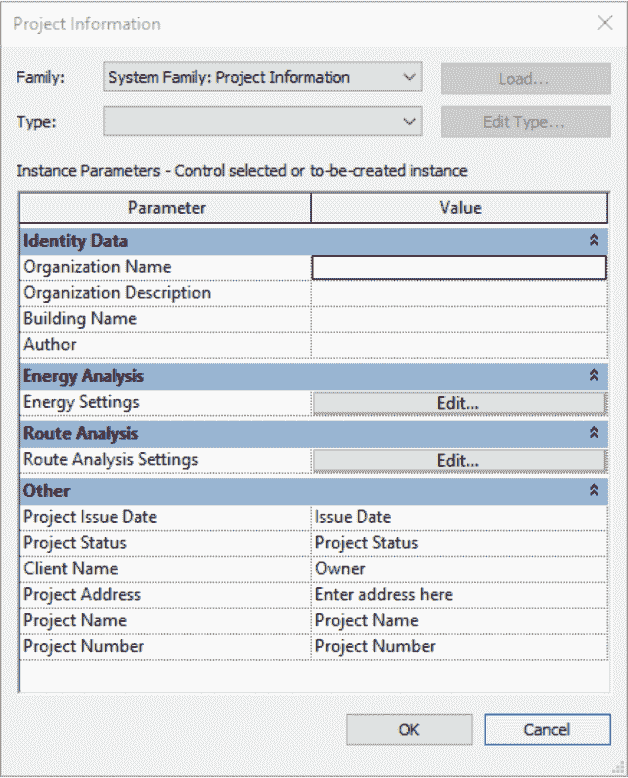 Project Information
Family: System Family: Project Information Load...
Type: Edit Type...
Instance Parameters - Control selected or to-be-created instance
Parameter Value
Identity Data
Organization Name
Organization Description
Building Name
Author
Energy Analysis
Energy Settings Edit...
Route Analysis
Route Analysis Settings Edit...
Other
Project Issue Date Issue Date
Project Status Project Status
Client Name Owner
Project Address Enter address here
Project Name Project Name
Project Number Project Number
OK Cancel